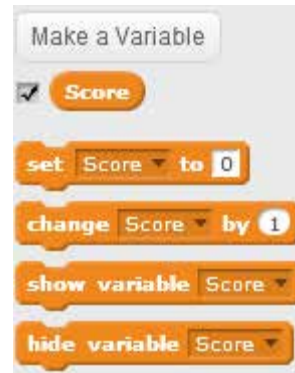 Make a Variable
Score
set Score to 0
change Score by 1
show variable Score
hide variable Score